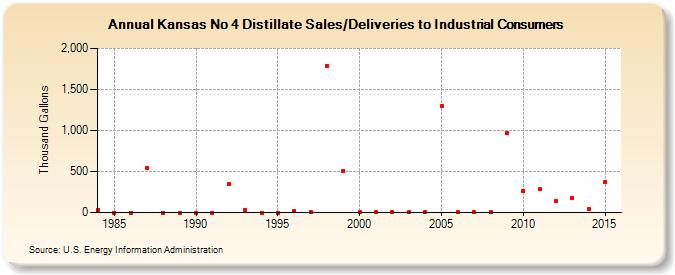 Annual Kansas No 4 Distillate Sales/Deliveries to Industrial Consumers
Thousand Gallons
2,000
1,500
1,000
500
0
1985 1990 1995 2000 2005 2010 2015
Source: U.S. Energy Information Administration